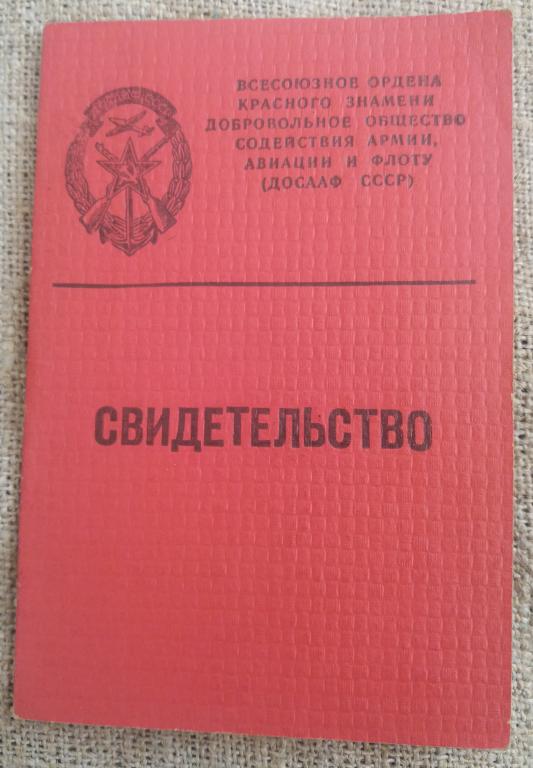 ВСЕСОЮЗНОЕ ОРДЕНА
КРАСНОГО ЗНАМЕНИ
ДОБРОВОЛЬНОЕ ОБЩЕСТВО
СОДЕЙСТВИЯ АРМИИ,
АВИАЦИИ И ФЛОТУ
(ДОСААФ СССР)
СВИДЕТЕЛЬСТВО